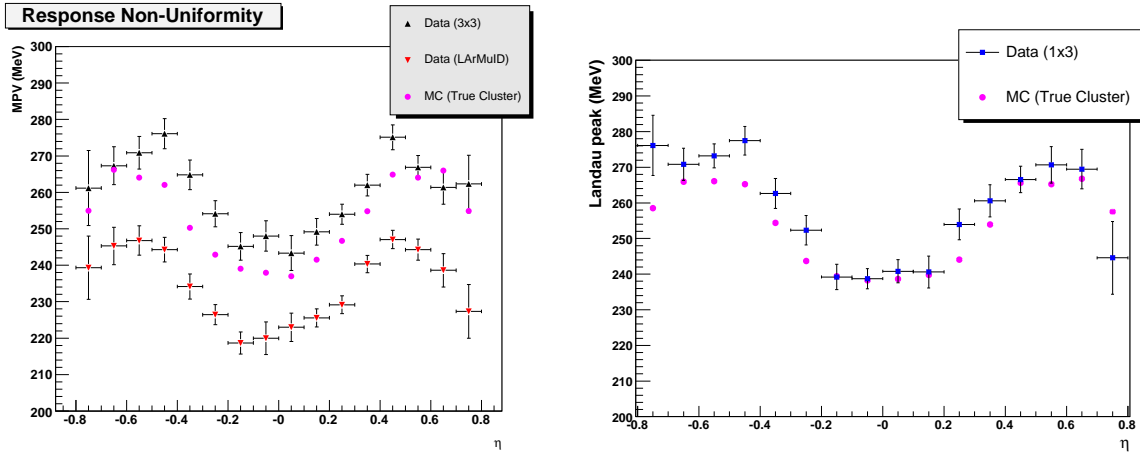 Response Non-Uniformity
Data (3x3)
Data (LArMuID)
MC (True Cluster)
MPV (MeV)
300
290
280
270
260
250
240
230
220
210
200
-0.8 -0.6 -0.4 -0.2 -0 0.2 0.4 0.6 0.8
η
Data (1x3)
MC (True Cluster)
Landau peak (MeV)
300
290
280
270
260
250
240
230
220
210
200
-0.8 -0.6 -0.4 -0.2 -0 0.2 0.4 0.6 0.8
η